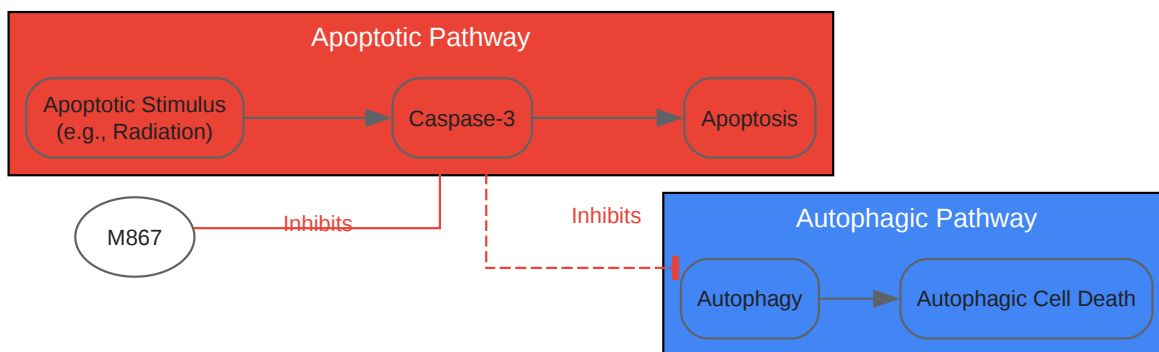 Apoptotic Pathway
Apoptotic Stimulus
(e.g., Radiation)
Caspase-3
Apoptosis
M867
Inhibits
Inhibits
Autophagic Pathway
Autophagy
Autophagic Cell Death